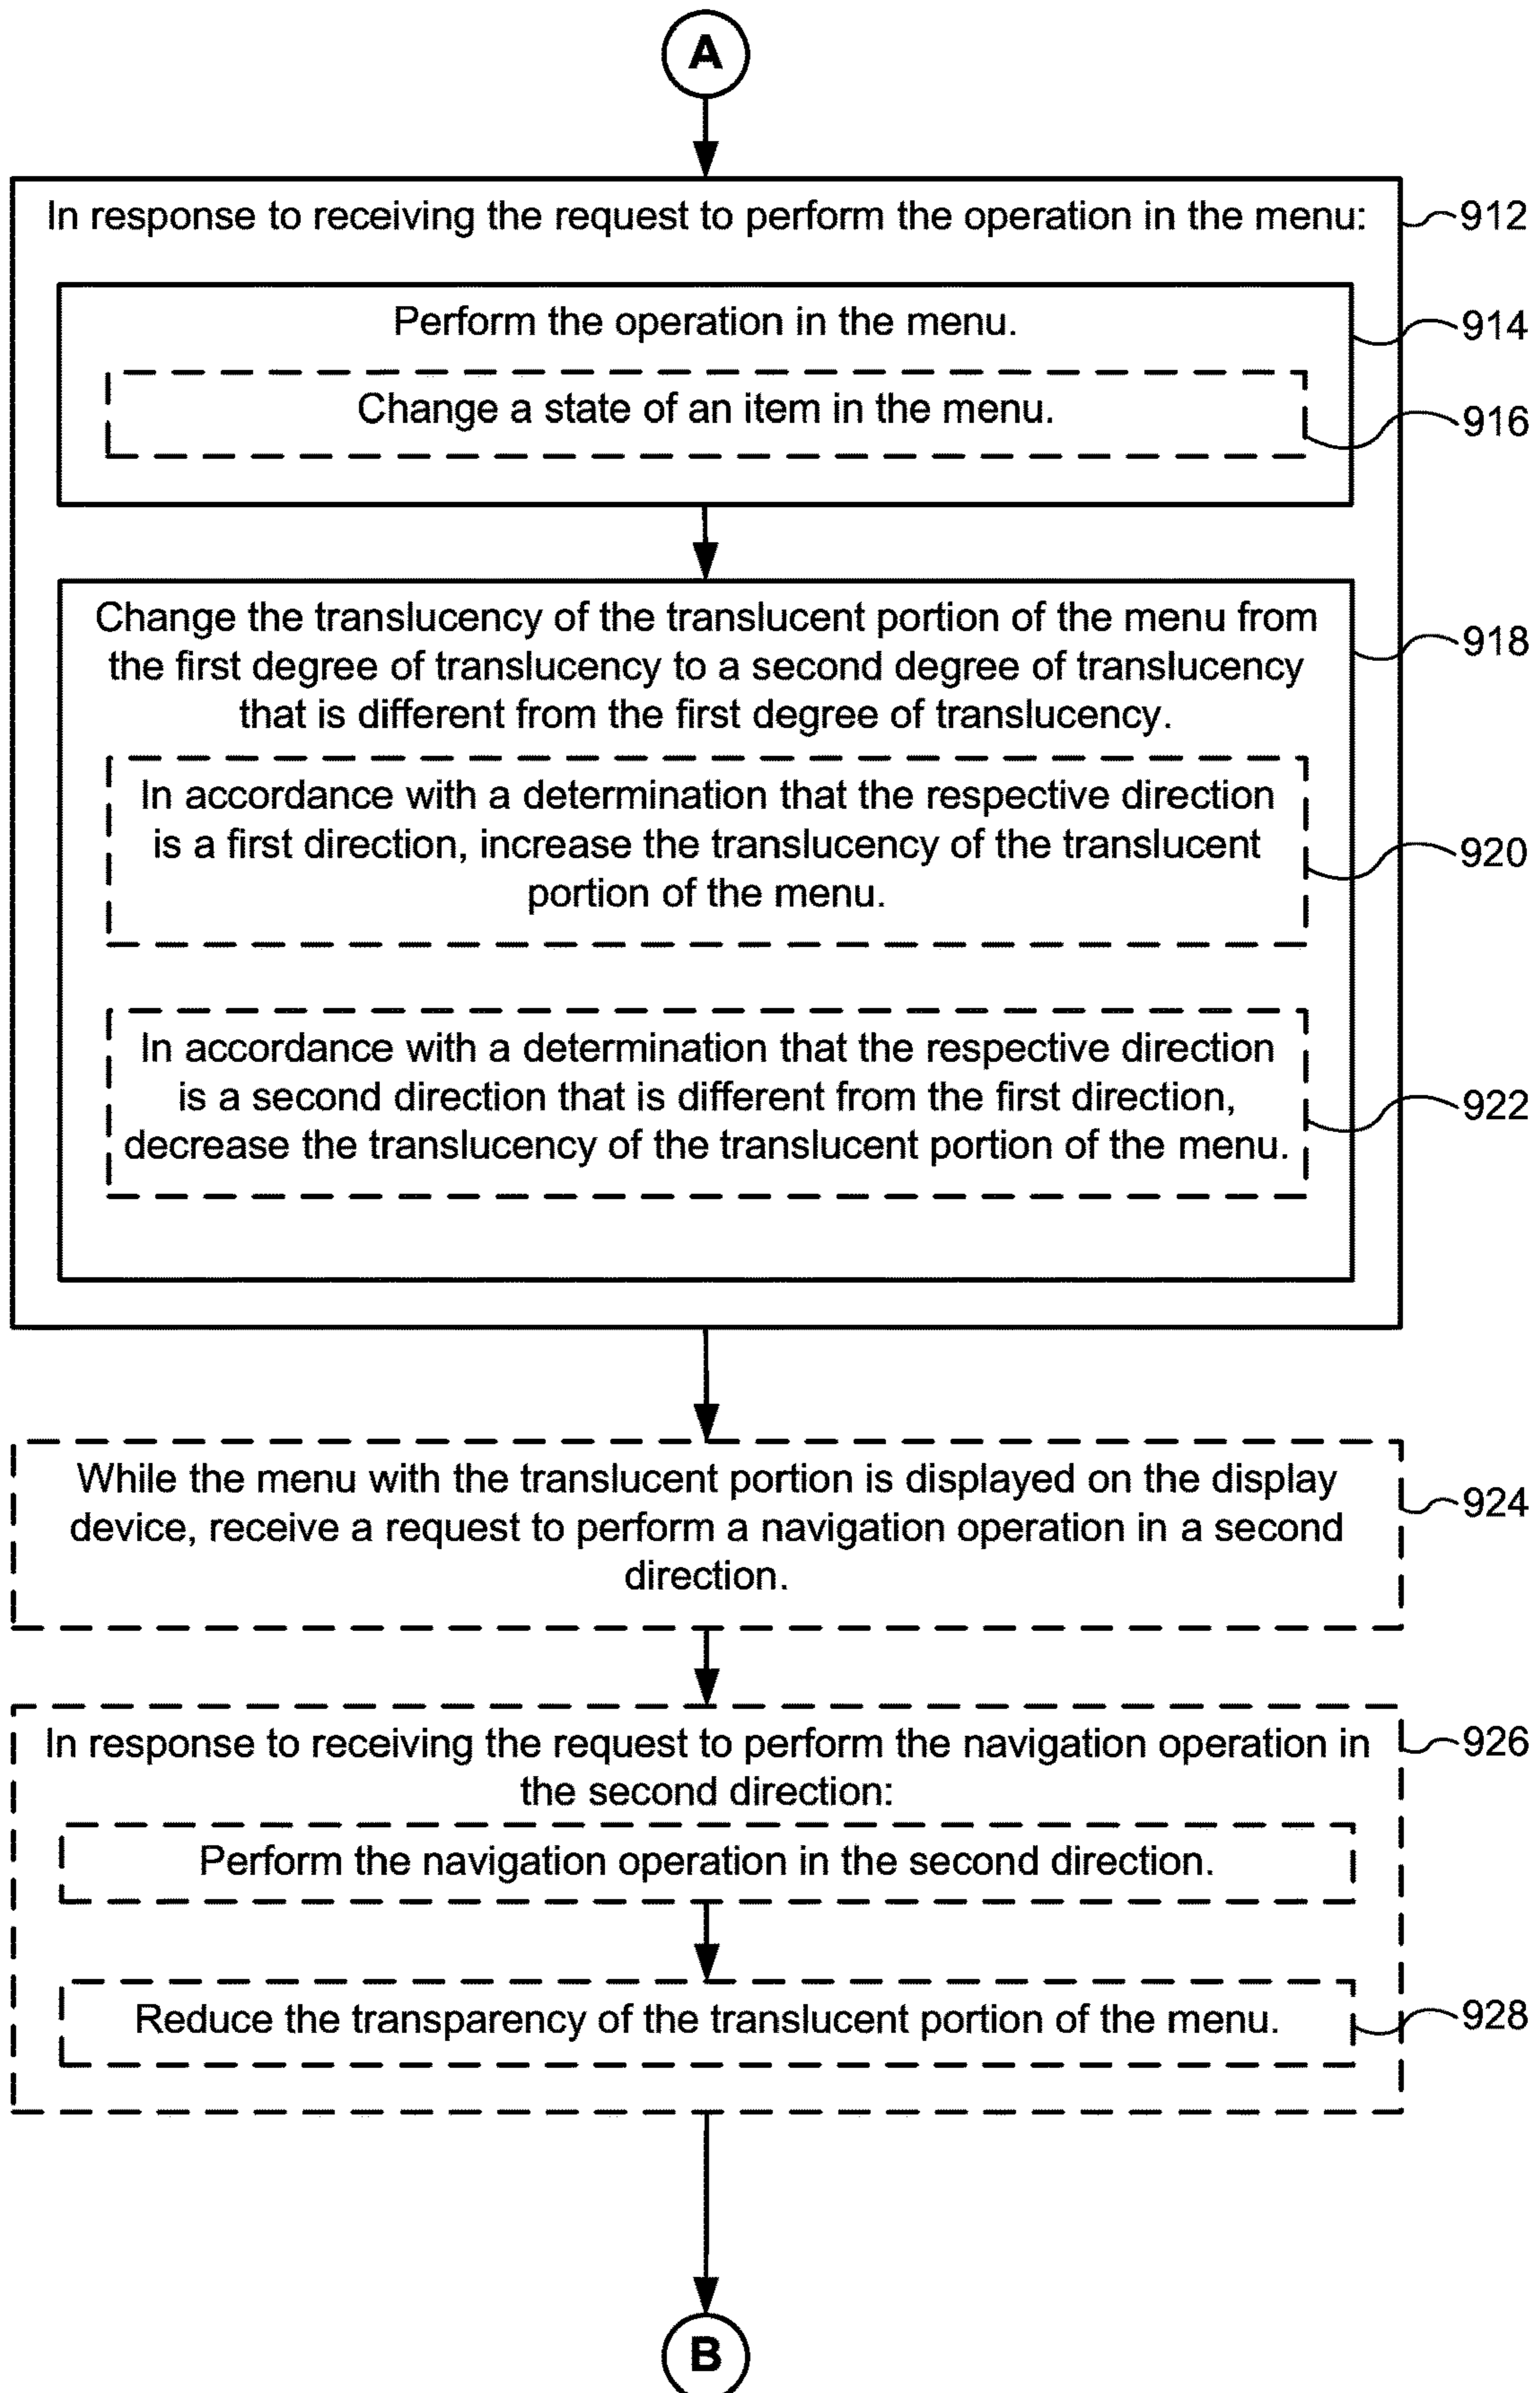 A
In response to receiving the request to perform the operation in the menu:
912
Perform the operation in the menu.
914
Change a state of an item in the menu.
916
Change the translucency of the translucent portion of the menu from
the first degree of translucency to a second degree of translucency
that is different from the first degree of translucency.
918
In accordance with a determination that the respective direction
is a first direction, increase the translucency of the translucent
portion of the menu.
920
In accordance with a determination that the respective direction
is a second direction that is different from the first direction,
decrease the translucency of the translucent portion of the menu.
922
While the menu with the translucent portion is displayed on the display
device, receive a request to perform a navigation operation in a second
direction.
924
In response to receiving the request to perform the navigation operation in
the second direction:
926
Perform the navigation operation in the second direction.
Reduce the transparency of the translucent portion of the menu.
928
B